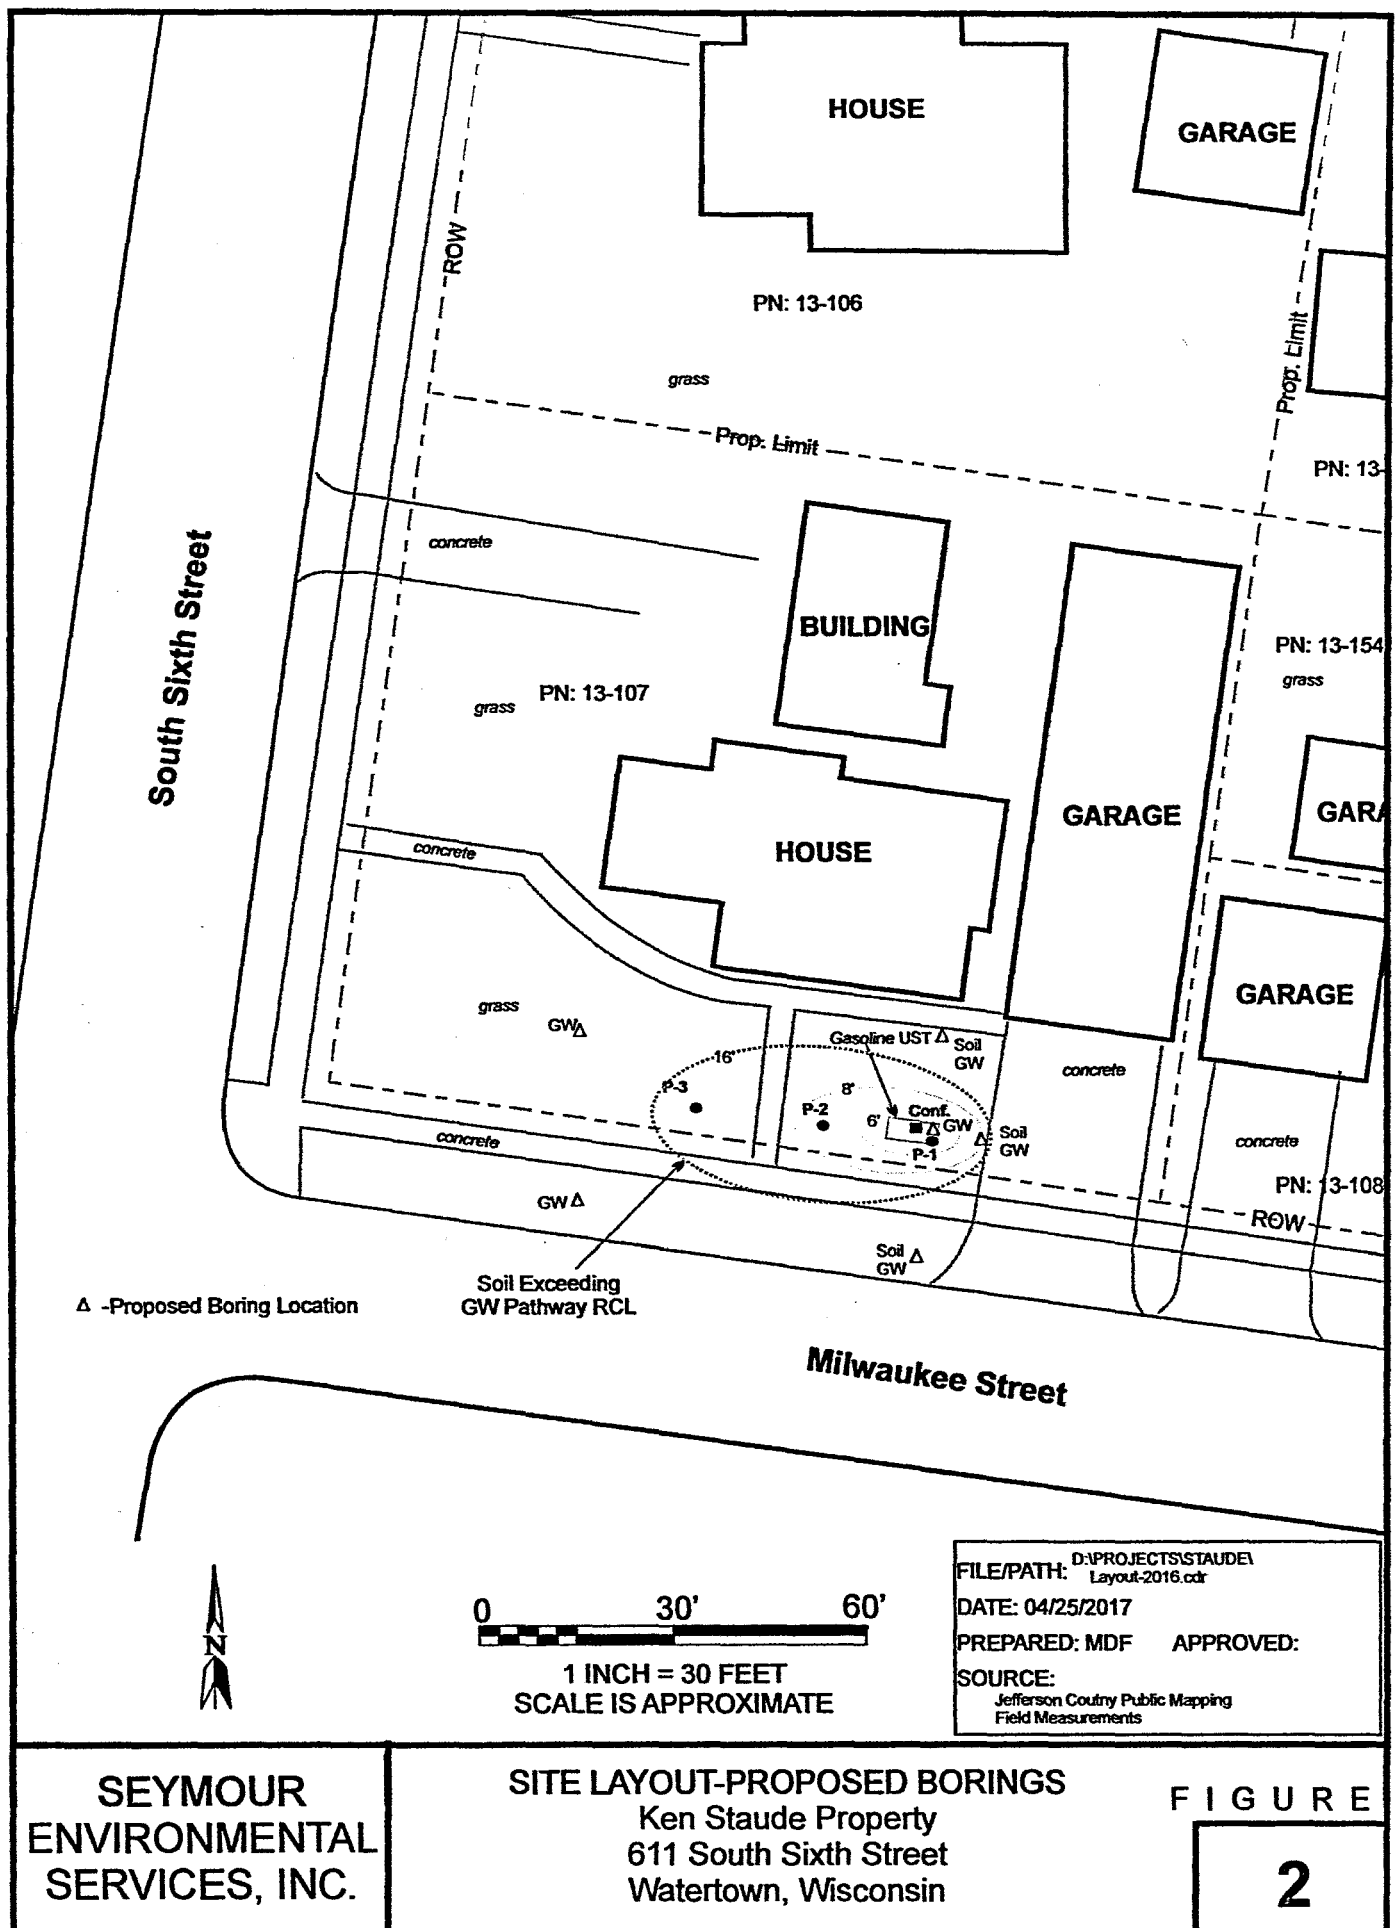 HOUSE
GARAGE
ROW
PN: 13-106
Prop. Limit
grass
Prop. Limit
PN: 13-
concrete
South Sixth Street
BUILDING
PN: 13-154
grass
PN: 13-107
grass
GARAGE
GARA
HOUSE
concrete
GARAGE
grass
GW
Gasoline UST
Soil
GW
16'
concrete
P-3
8'
P-2
6'
Conf.
GW
Soil
GW
P-1
concrete
concrete
PN: 13-108
GW
ROW
Soil
GW
Soil Exceeding
GW Pathway RCL
Δ -Proposed Boring Location
Milwaukee Street
N
0 30' 60'
1 INCH = 30 FEET
SCALE IS APPROXIMATE
FILE/PATH: D:\PROJECTS\STAUDE\
Layout-2016.cdr
DATE: 04/25/2017
PREPARED: MDF APPROVED:
SOURCE:
Jefferson Coutny Public Mapping
Field Measurements
SEYMOUR
ENVIRONMENTAL
SERVICES, INC.
SITE LAYOUT-PROPOSED BORINGS
Ken Staude Property
611 South Sixth Street
Watertown, Wisconsin
FIGURE
2